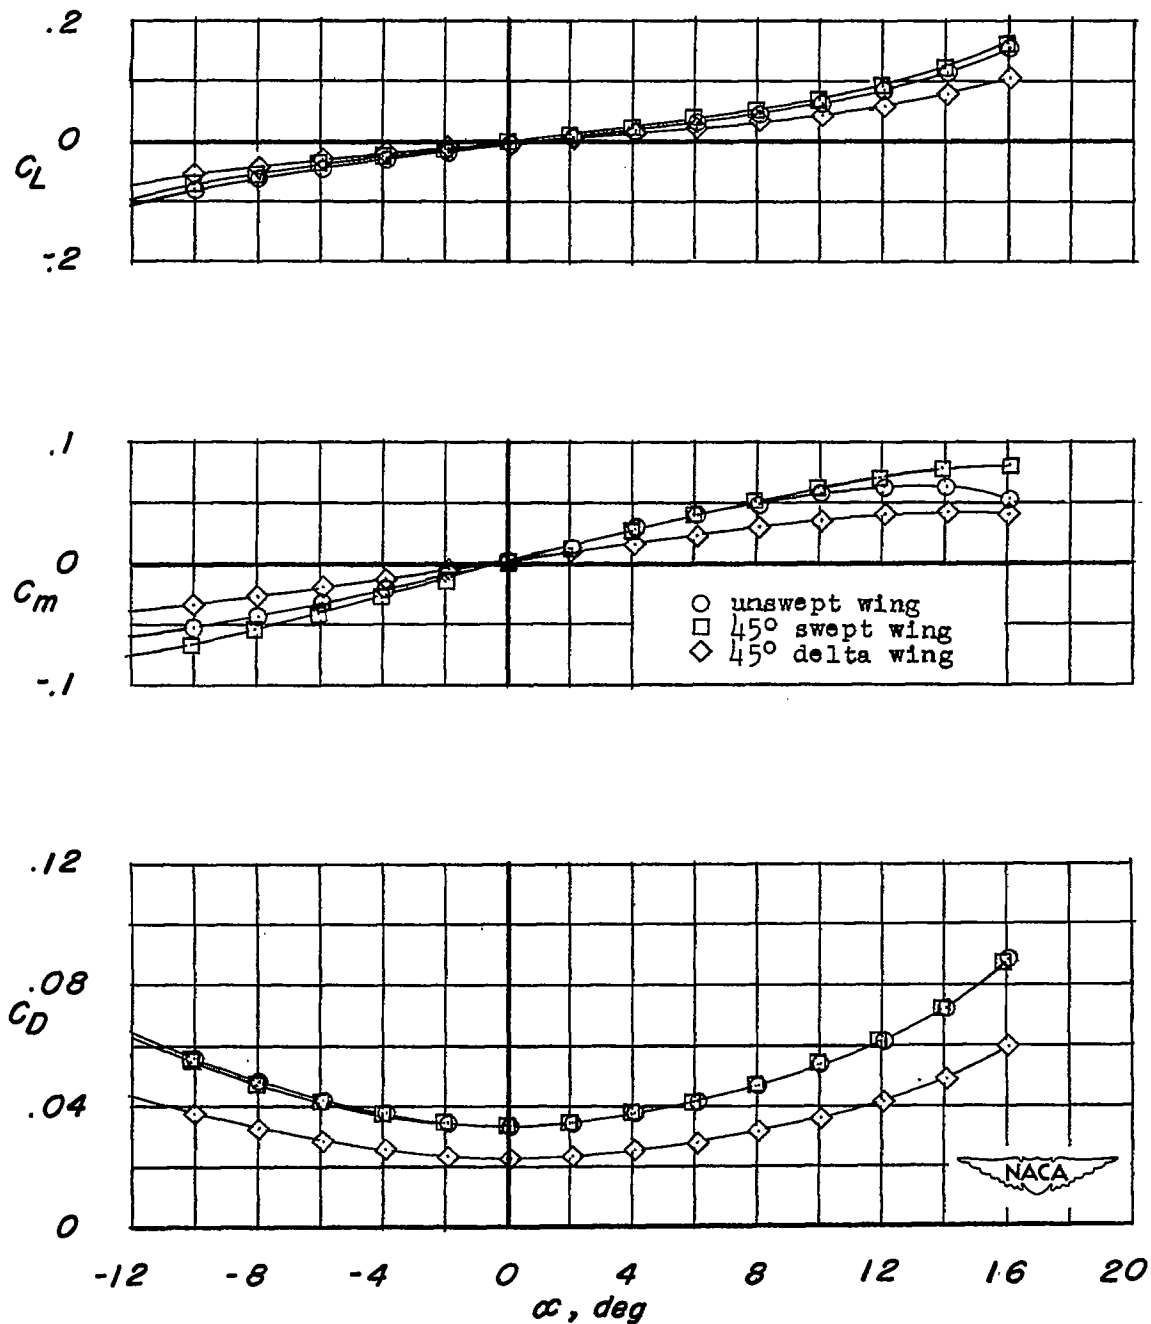 .2
0
C_L
-.2
.1
0
C_m
-.1
○ unswept wing
□ 45° swept wing
◇ 45° delta wing
.12
.08
C_D
.04
0
NACA
-12 -8 -4 0 4 8 12 16 20
α, deg